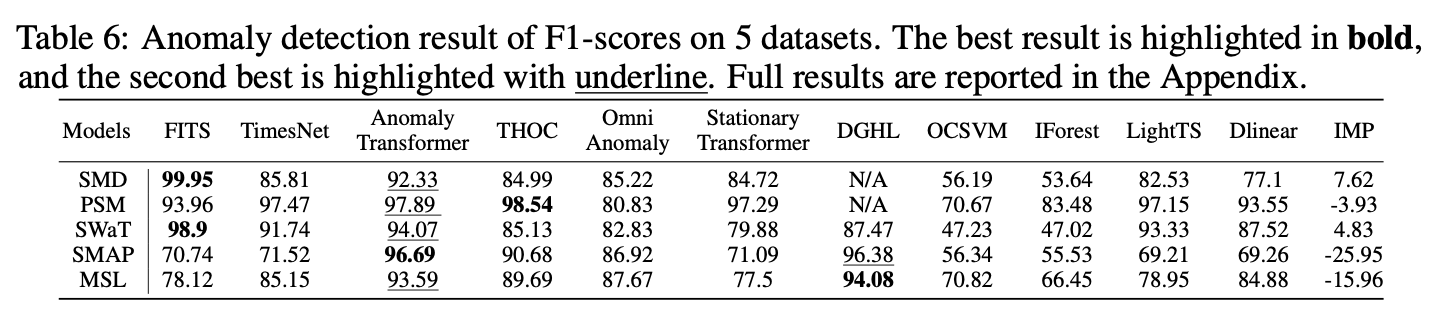 Table 6: Anomaly detection result of F1-scores on 5 datasets. The best result is highlighted in bold,
and the second best is highlighted with underline. Full results are reported in the Appendix.
Models FITS TimesNet Anomaly Transformer THOC Omni Anomaly Stationary Transformer DGHL OCSVM IForest LightTS Dlinear IMP
SMD 99.95 85.81 92.33 84.99 85.22 84.72 N/A 56.19 53.64 82.53 77.1 7.62
PSM 93.96 97.47 97.89 98.54 80.83 97.29 N/A 70.67 83.48 97.15 93.55 -3.93
SWaT 98.9 91.74 94.07 85.13 82.83 79.88 87.47 47.23 47.02 93.33 87.52 4.83
SMAP 70.74 71.52 96.69 90.68 86.92 71.09 96.38 56.34 55.53 69.21 69.26 -25.95
MSL 78.12 85.15 93.59 89.69 87.67 77.5 94.08 70.82 66.45 78.95 84.88 -15.96